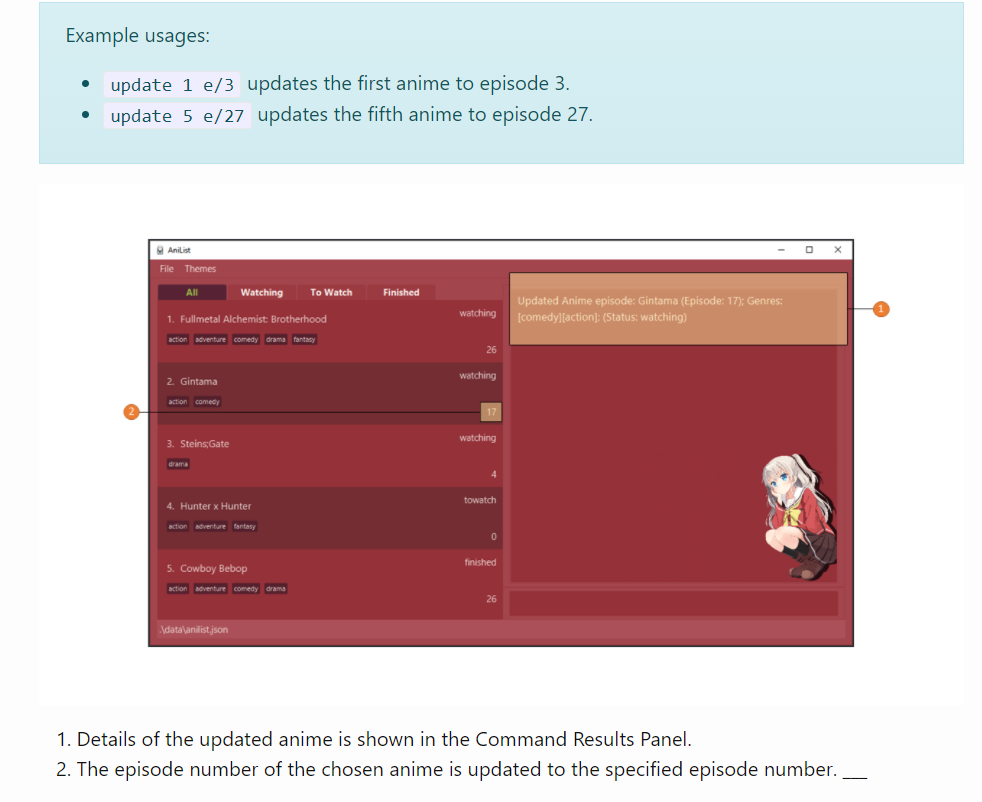 Example usages:
update 1 e/3 updates the first anime to episode 3.
update 5 e/27 updates the fifth anime to episode 27.
AniList
File Themes
All Watching To Watch Finished
1. Fullmetal Alchemist: Brotherhood watching
action adventure comedy drama fantasy
26
2. Gintama watching
action comedy
17
3. Steins;Gate watching
drama
4
4. Hunter x Hunter towatch
action adventure fantasy
0
5. Cowboy Bebop finished
action adventure comedy drama
26
.\data\anilist.json
Updated Anime episode: Gintama (Episode: 17); Genres:
[comedy][action]; (Status: watching)
1
2
1. Details of the updated anime is shown in the Command Results Panel.
2. The episode number of the chosen anime is updated to the specified episode number. __